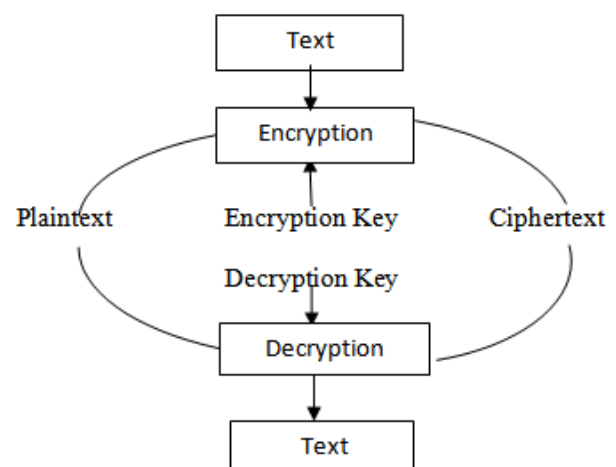 Text
Encryption
Plaintext Encryption Key Ciphertext
Decryption Key
Decryption
Text